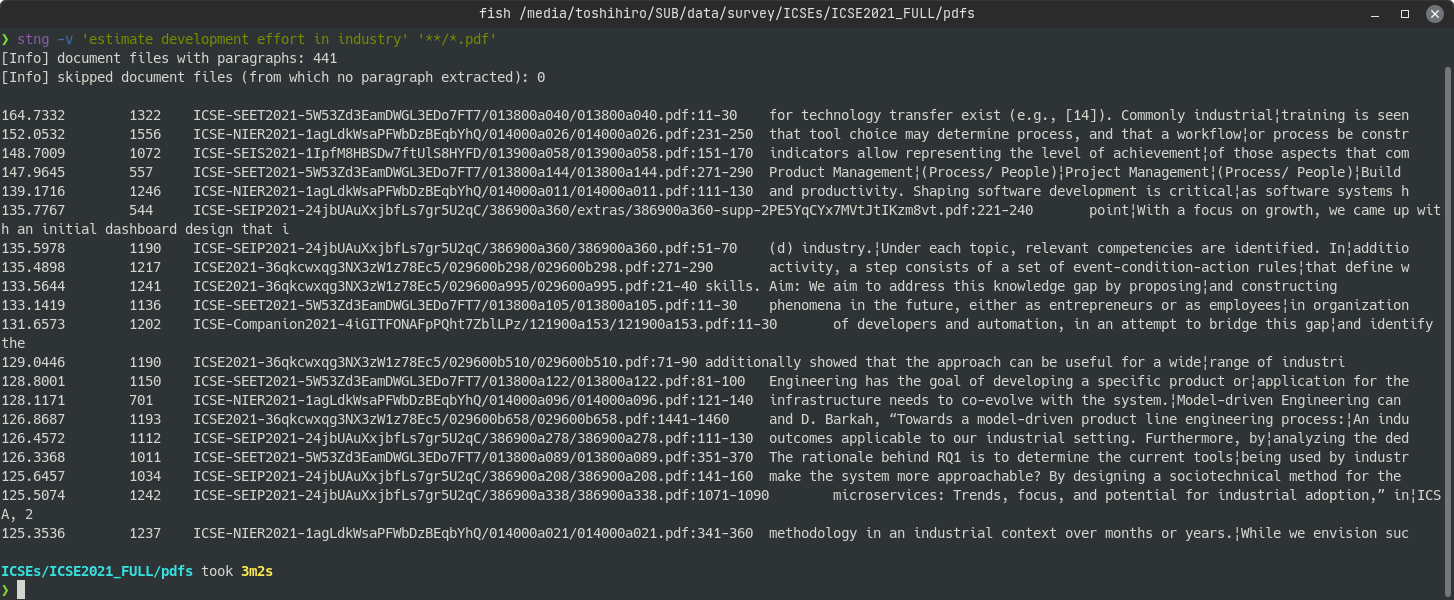 fish /media/toshihiro/SUB/data/survey/ICSEs/ICSE2021_FULL/pdfs
❯ stng -v 'estimate development effort in industry' '**/*.pdf'
[Info] document files with paragraphs: 441
[Info] skipped document files (from which no paragraph extracted): 0
164.7332        1322    ICSE-SEET2021-5W53Zd3EamDWGL3EDo7FT7/013800a040/013800a040.pdf:11-30    for technology transfer exist (e.g., [14]). Commonly industrial¦training is seen
152.0532        1556    ICSE-NIER2021-1agLdkWsaPFWbDzBEqbYhQ/014000a026/014000a026.pdf:231-250  that tool choice may determine process, and that a workflow¦or process be constr
148.7009        1072    ICSE-SEIS2021-1IpfM8HBSDw7ftUlS8HYFD/013900a058/013900a058.pdf:151-170  indicators allow representing the level of achievement¦of those aspects that com
147.9645        557     ICSE-SEET2021-5W53Zd3EamDWGL3EDo7FT7/013800a144/013800a144.pdf:271-290  Product Management¦(Process/ People)¦Project Management¦(Process/ People)¦Build
139.1716        1246    ICSE-NIER2021-1agLdkWsaPFWbDzBEqbYhQ/014000a011/014000a011.pdf:111-130  and productivity. Shaping software development is critical¦as software systems h
135.7767        544     ICSE-SEIP2021-24jbUAuXxjbfLs7gr5U2qC/386900a360/extras/386900a360-supp-2PE5YqCYx7MVtJtIKzm8vt.pdf:221-240       point¦With a focus on growth, we came up wit
h an initial dashboard design that i
135.5978        1190    ICSE-SEIP2021-24jbUAuXxjbfLs7gr5U2qC/386900a360/386900a360.pdf:51-70    (d) industry.¦Under each topic, relevant competencies are identified. In¦additio
135.4898        1217    ICSE2021-36qkcwxqg3NX3zW1z78Ec5/029600b298/029600b298.pdf:271-290       activity, a step consists of a set of event-condition-action rules¦that define w
133.5644        1241    ICSE2021-36qkcwxqg3NX3zW1z78Ec5/029600a995/029600a995.pdf:21-40 skills. Aim: We aim to address this knowledge gap by proposing¦and constructing
133.1419        1136    ICSE-SEET2021-5W53Zd3EamDWGL3EDo7FT7/013800a105/013800a105.pdf:11-30    phenomena in the future, either as entrepreneurs or as employees¦in organization
131.6573        1202    ICSE-Companion2021-4iGITFONAFpPQht7ZblLPz/121900a153/121900a153.pdf:11-30       of developers and automation, in an attempt to bridge this gap¦and identify
the
129.0446        1190    ICSE2021-36qkcwxqg3NX3zW1z78Ec5/029600b510/029600b510.pdf:71-90 additionally showed that the approach can be useful for a wide¦range of industri
128.8001        1150    ICSE-SEET2021-5W53Zd3EamDWGL3EDo7FT7/013800a122/013800a122.pdf:81-100   Engineering has the goal of developing a specific product or¦application for the
128.1171        701     ICSE-NIER2021-1agLdkWsaPFWbDzBEqbYhQ/014000a096/014000a096.pdf:121-140  infrastructure needs to co-evolve with the system.¦Model-driven Engineering can
126.8687        1193    ICSE2021-36qkcwxqg3NX3zW1z78Ec5/029600b658/029600b658.pdf:1441-1460     and D. Barkah, “Towards a model-driven product line engineering process:¦An indu
126.4572        1112    ICSE-SEIP2021-24jbUAuXxjbfLs7gr5U2qC/386900a278/386900a278.pdf:111-130  outcomes applicable to our industrial setting. Furthermore, by¦analyzing the ded
126.3368        1011    ICSE-SEET2021-5W53Zd3EamDWGL3EDo7FT7/013800a089/013800a089.pdf:351-370  The rationale behind RQ1 is to determine the current tools¦being used by industr
125.6457        1034    ICSE-SEIP2021-24jbUAuXxjbfLs7gr5U2qC/386900a208/386900a208.pdf:141-160  make the system more approachable? By designing a sociotechnical method for the
125.5074        1242    ICSE-SEIP2021-24jbUAuXxjbfLs7gr5U2qC/386900a338/386900a338.pdf:1071-1090        microservices: Trends, focus, and potential for industrial adoption,” in¦ICS
A, 2
125.3536        1237    ICSE-NIER2021-1agLdkWsaPFWbDzBEqbYhQ/014000a021/014000a021.pdf:341-360  methodology in an industrial context over months or years.¦While we envision suc
ICSEs/ICSE2021_FULL/pdfs took 3m2s
❯